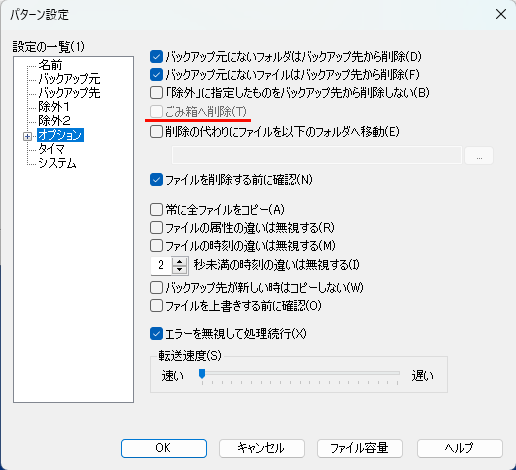 パターン設定
設定の一覧(1)
名前
バックアップ元
バックアップ先
除外1
除外2
オプション
タイマ
システム
バックアップ元にないフォルダはバックアップ先から削除(D)
バックアップ元にないファイルはバックアップ先から削除(F)
「除外」に指定したものをバックアップ先から削除しない(B)
ごみ箱へ削除(T)
削除の代わりにファイルを以下のフォルダへ移動(E)
...
ファイルを削除する前に確認(N)
常に全ファイルをコピー(A)
ファイルの属性の違いは無視する(R)
ファイルの時刻の違いは無視する(M)
2 秒未満の時刻の違いは無視する(I)
バックアップ先が新しい時はコピーしない(W)
ファイルを上書きする前に確認(O)
エラーを無視して処理続行(X)
転送速度(S)
速い 遅い
OK キャンセル ファイル容量 ヘルプ